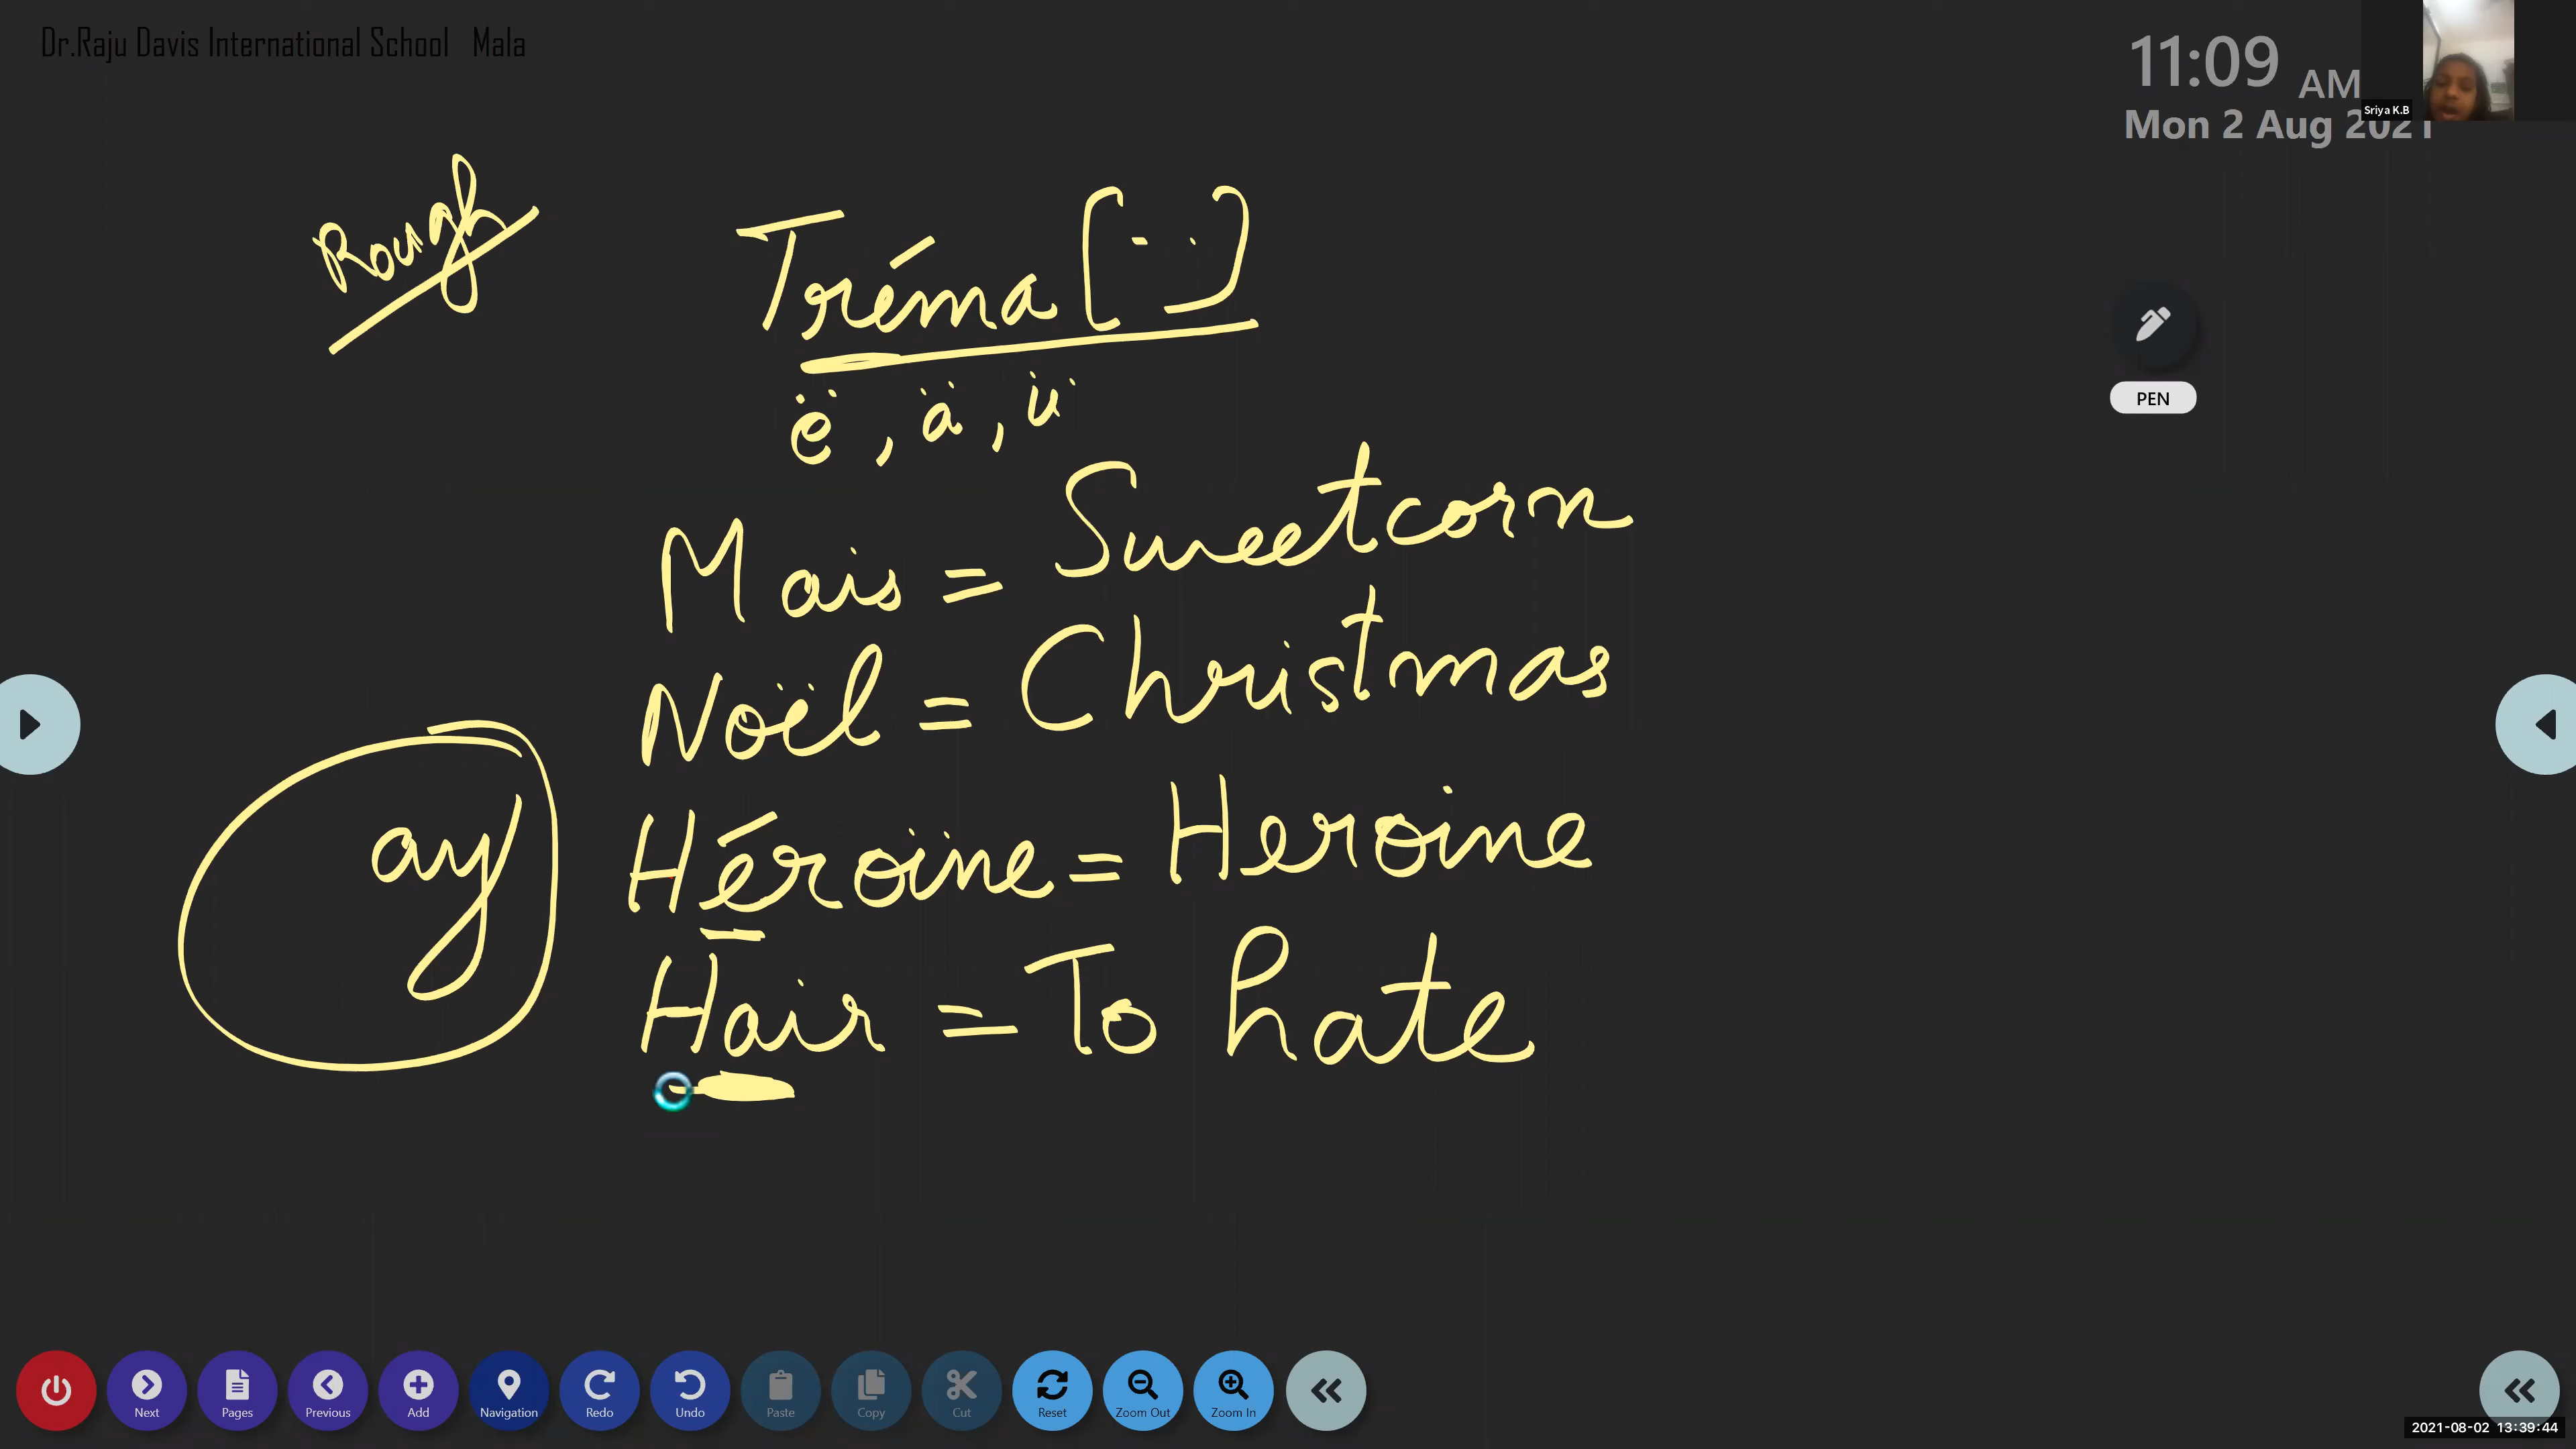 Dr.Raju Davis International School Mala
11:09 AM
Mon 2 Aug 2021
Sriya K.B
Rough
Tréma [¨]
ë, ä, ü
PEN
Mais = Sweetcorn
Noël = Christmas
Héroïne = Heroine
ay
Hair = To hate
Next Pages Previous Add Navigation Redo Undo Paste Copy Cut Reset Zoom Out Zoom In
2021-08-02 13:39:44